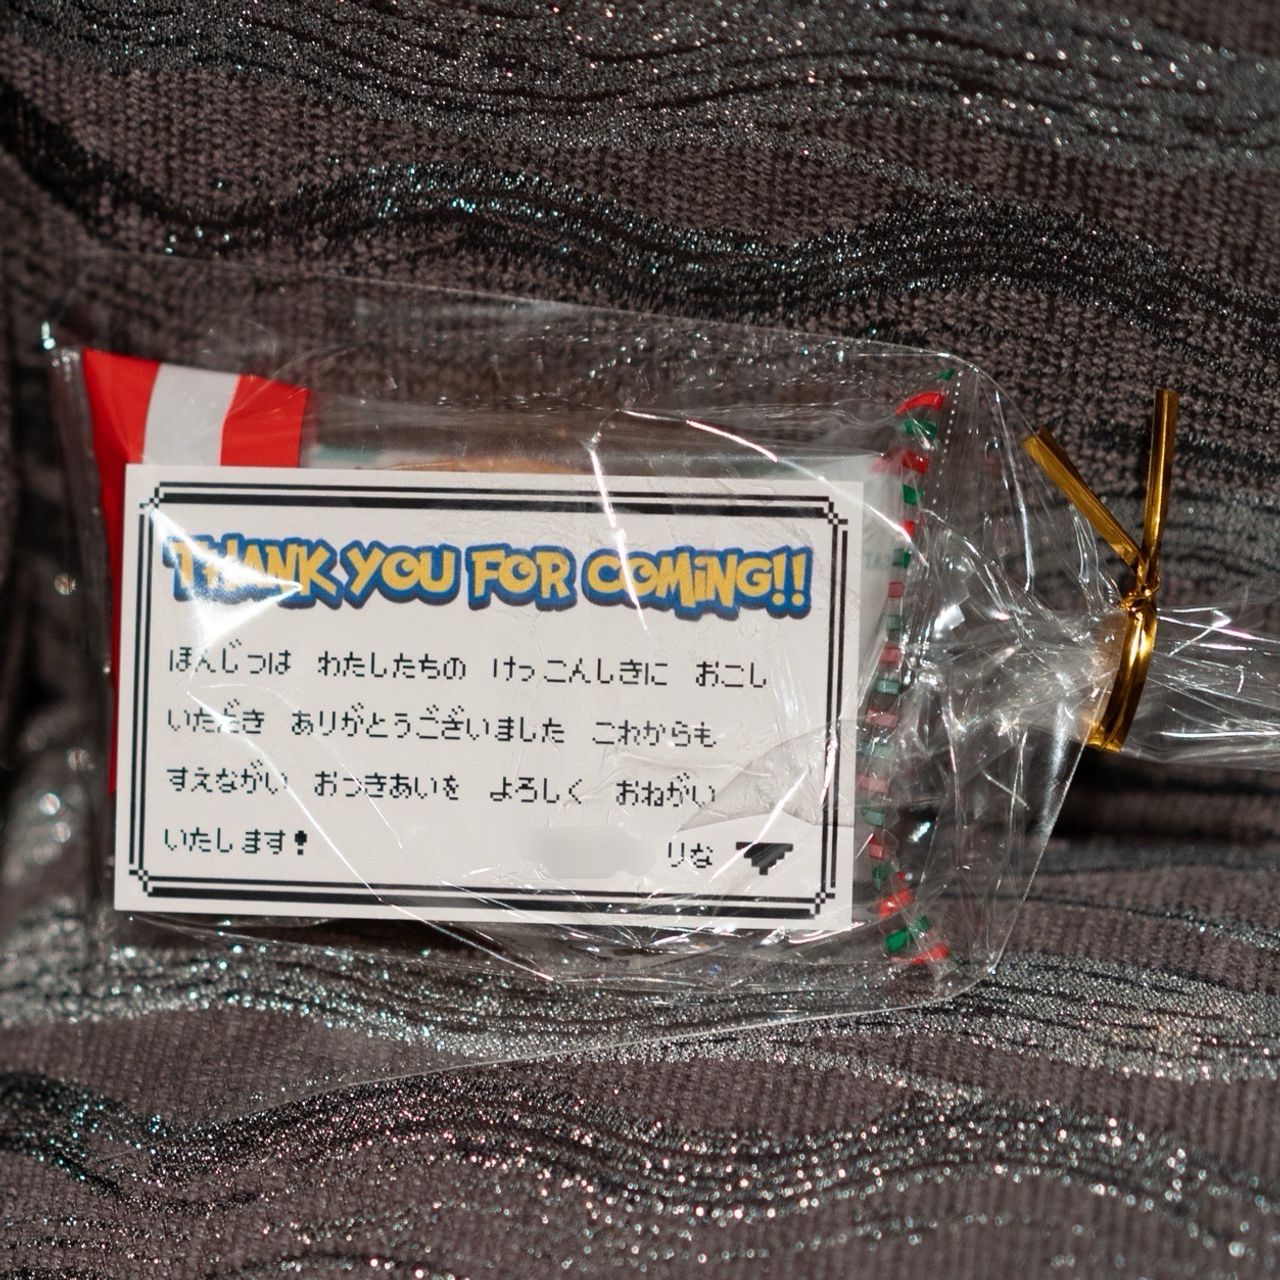 THANK YOU FOR COMING!!
ほんじつは わたしたちの けっこんしきに おこし
いただき ありがとうございました これからも
すえながい おつきあいを よろしく おねがい
いたします! りな